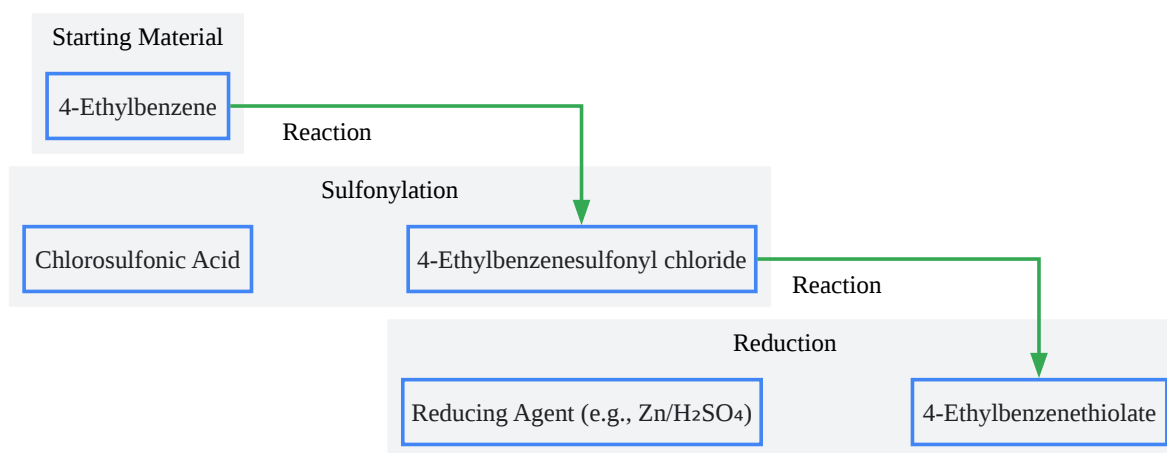 Starting Material
4-Ethylbenzene
Reaction
Sulfonylation
Chlorosulfonic Acid
4-Ethylbenzenesulfonyl chloride
Reaction
Reduction
Reducing Agent (e.g., Zn/H₂SO₄)
4-Ethylbenzenethiolate